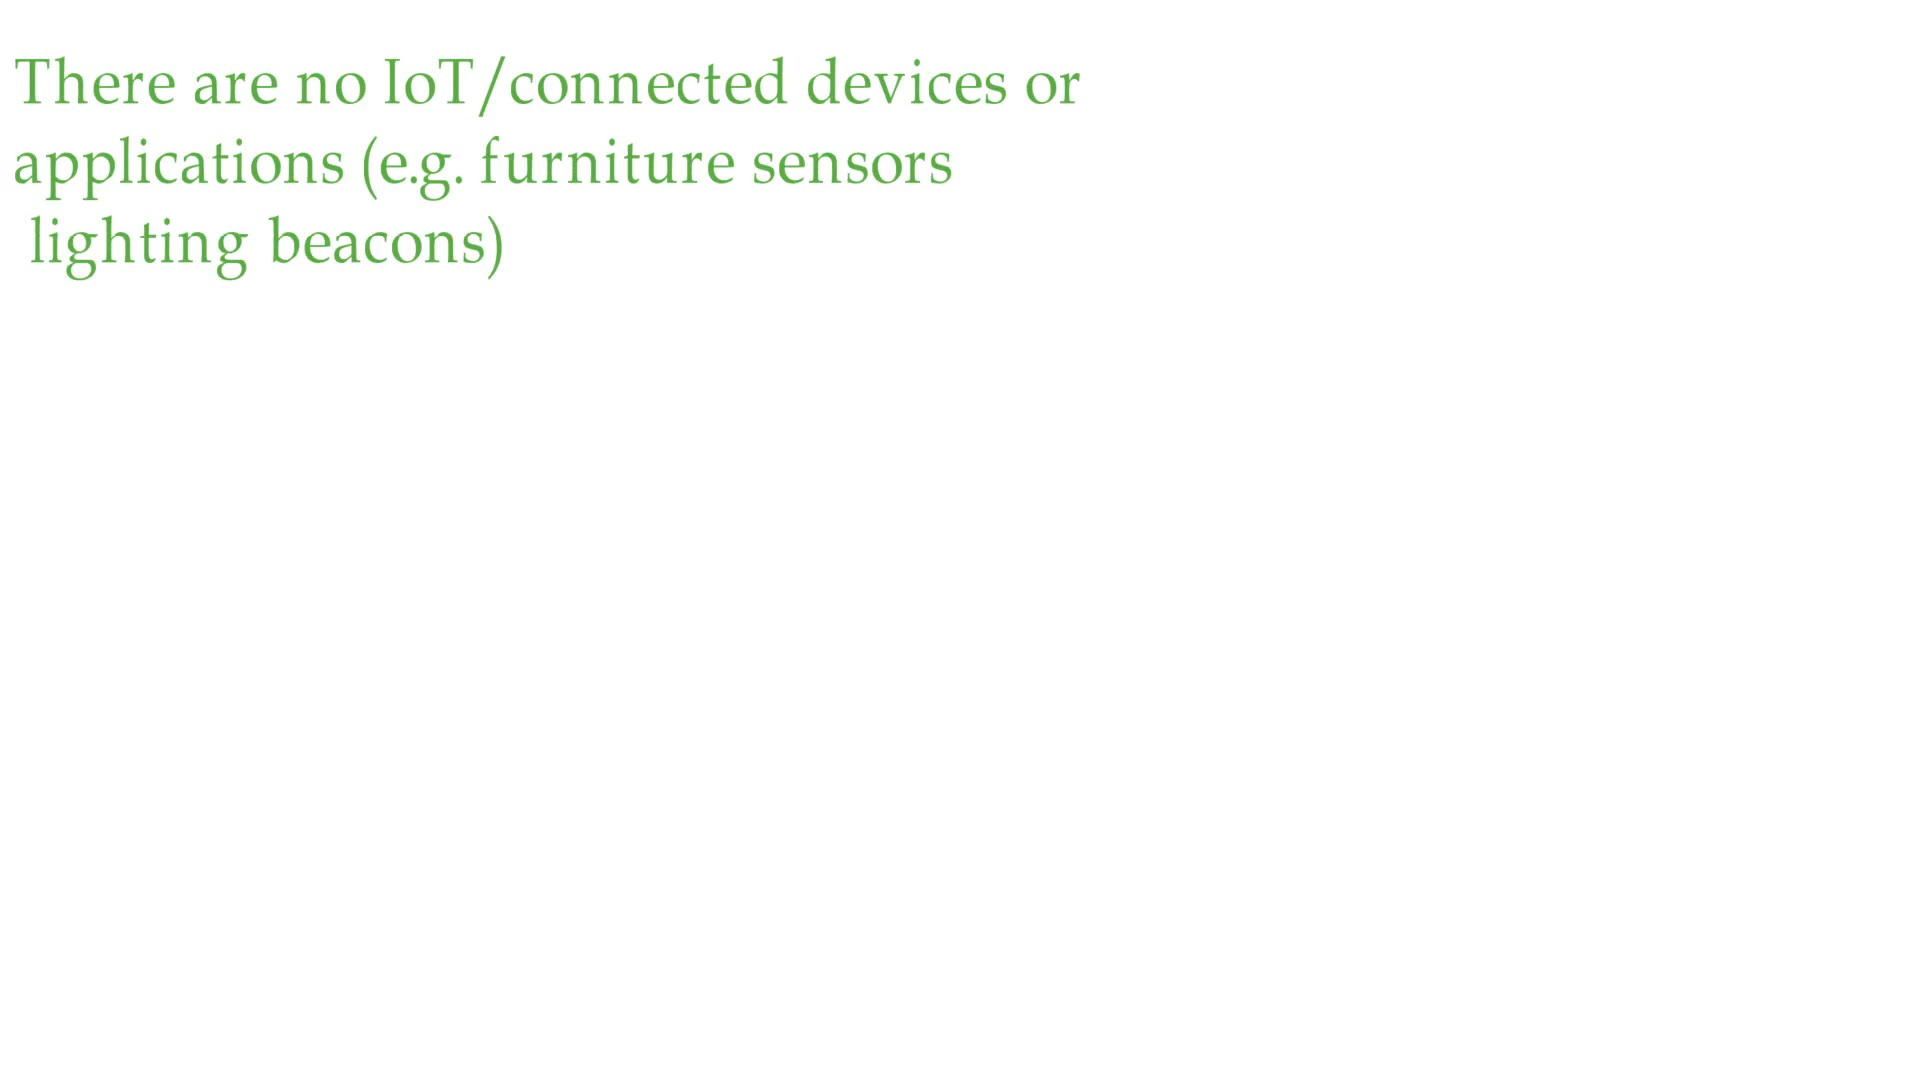 There are no IoT/connected devices or
applications (e.g. furniture sensors
lighting beacons)